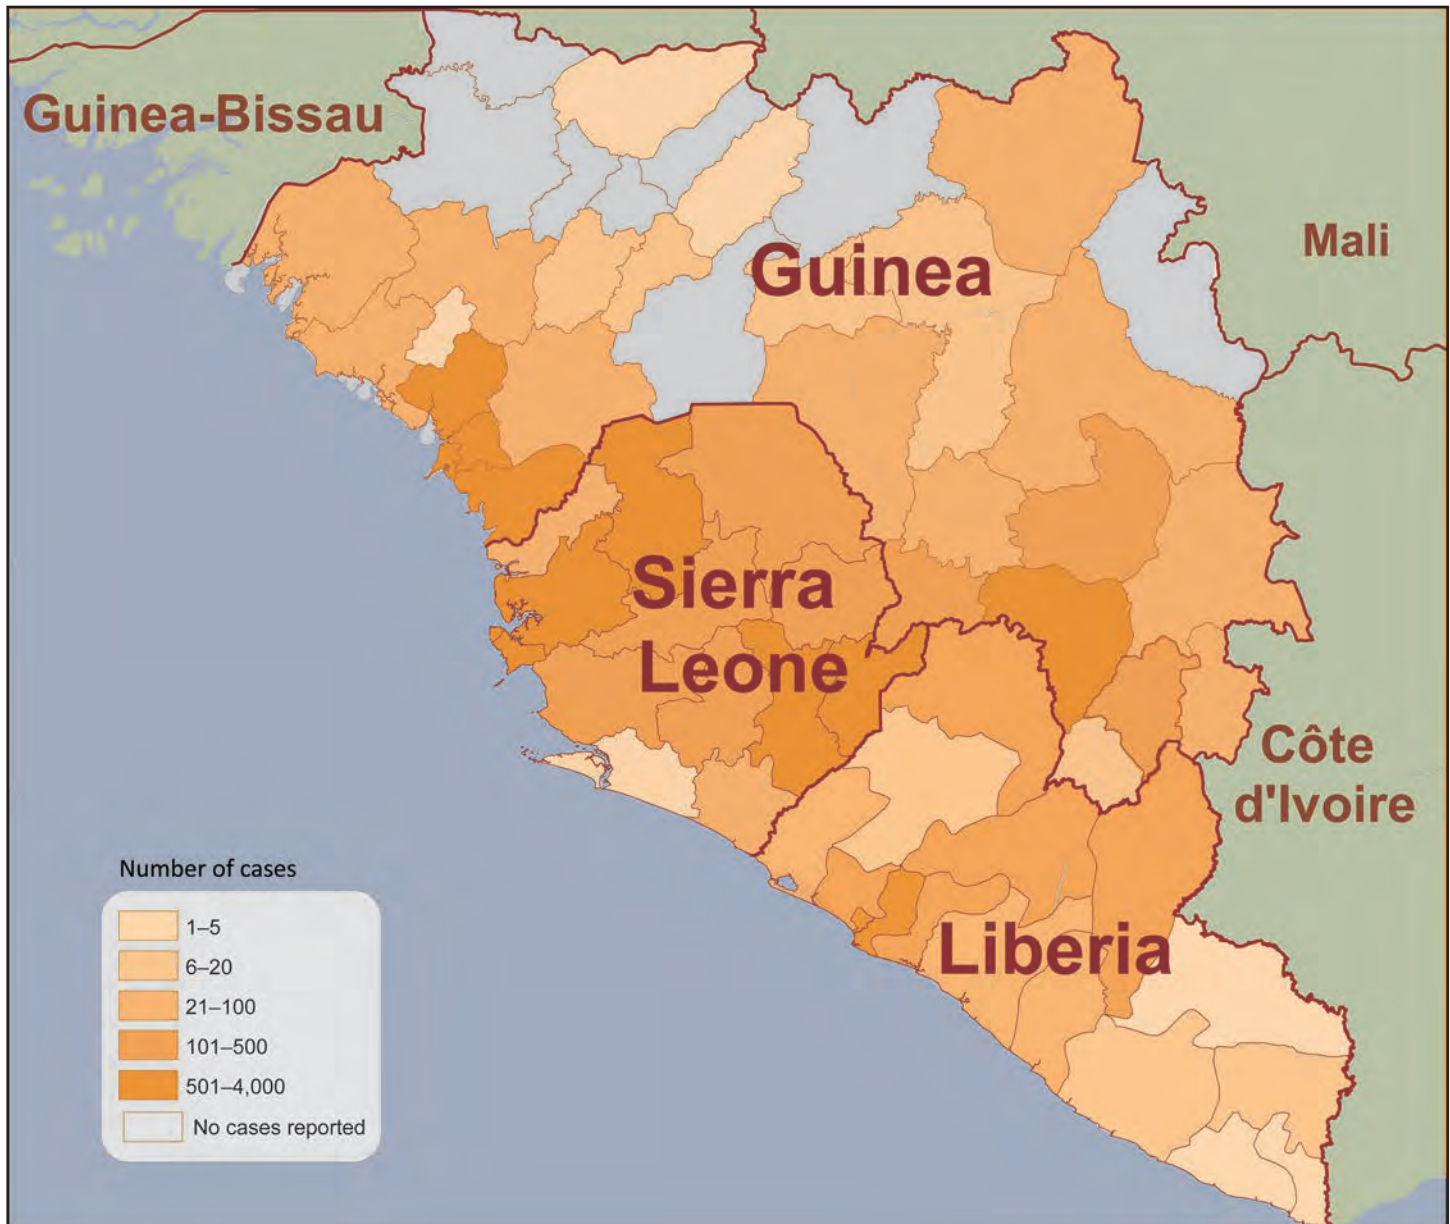 Guinea-Bissau
Mali
Guinea
Sierra
Leone
Côte
d'Ivoire
Liberia
Number of cases
1–5
6–20
21–100
101–500
501–4,000
No cases reported